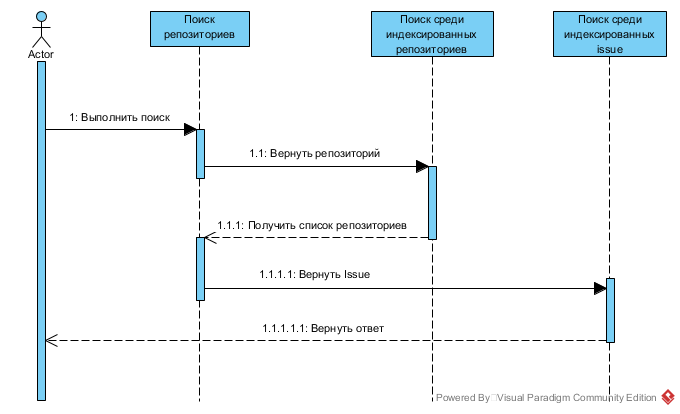 Actor
Поиск
репозиториев
Поиск среди
индексированных
репозиториев
Поиск среди
индексированных
issue
1: Выполнить поиск
1.1: Вернуть репозиторий
1.1.1: Получить список репозиториев
1.1.1.1: Вернуть Issue
1.1.1.1.1: Вернуть ответ
Powered By Visual Paradigm Community Edition